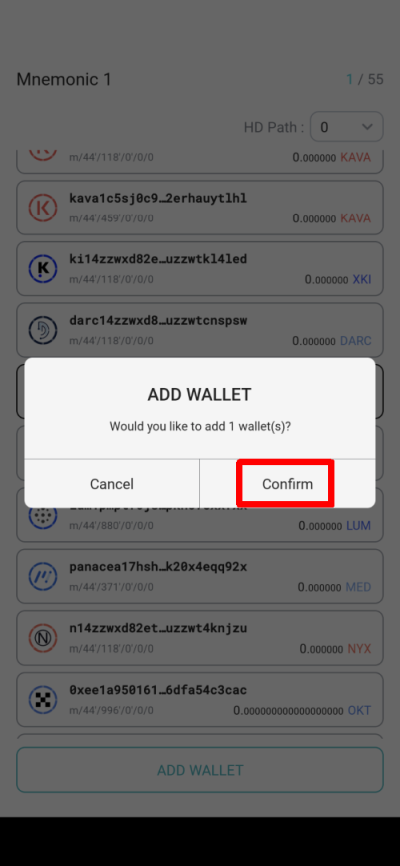 Mnemonic 1
1 / 55
HD Path :
0
m/44'/118'/0'/0/0
0.000000 KAVA
kava1c5sj0c9…2erhauytlhl
m/44'/459'/0'/0/0
0.000000 KAVA
ki14zzwxd82e…uzzwtkl4led
m/44'/118'/0'/0/0
0.000000 XKI
darc14zzwxd8…uzzwtcnspsw
m/44'/118'/0'/0/0
0.000000 DARC
ADD WALLET
Would you like to add 1 wallet(s)?
Cancel
Confirm
m/44'/880'/0'/0/0
0.000000 LUM
panacea17hsh…k20x4eqq92x
m/44'/371'/0'/0/0
0.000000 MED
n14zzwxd82et…uzzwt4knjzu
m/44'/118'/0'/0/0
0.000000 NYX
0xee1a950161…6dfa54c3cac
m/44'/996'/0'/0/0
0.000000000000000000 OKT
ADD WALLET